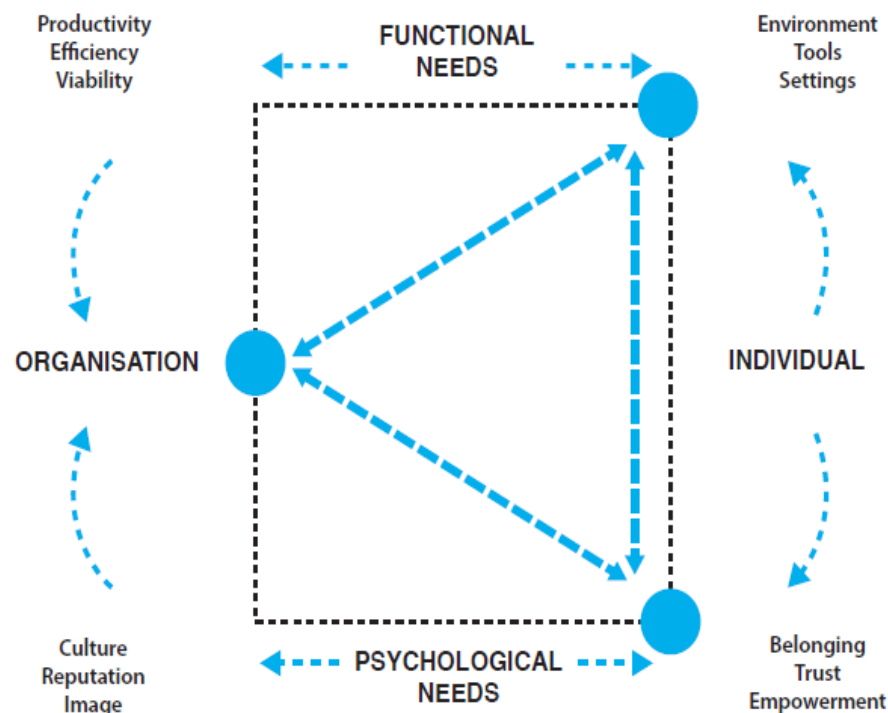 Productivity
Efficiency
Viability
FUNCTIONAL
NEEDS
Environment
Tools
Settings
ORGANISATION
INDIVIDUAL
Culture
Reputation
Image
PSYCHOLOGICAL
NEEDS
Belonging
Trust
Empowerment